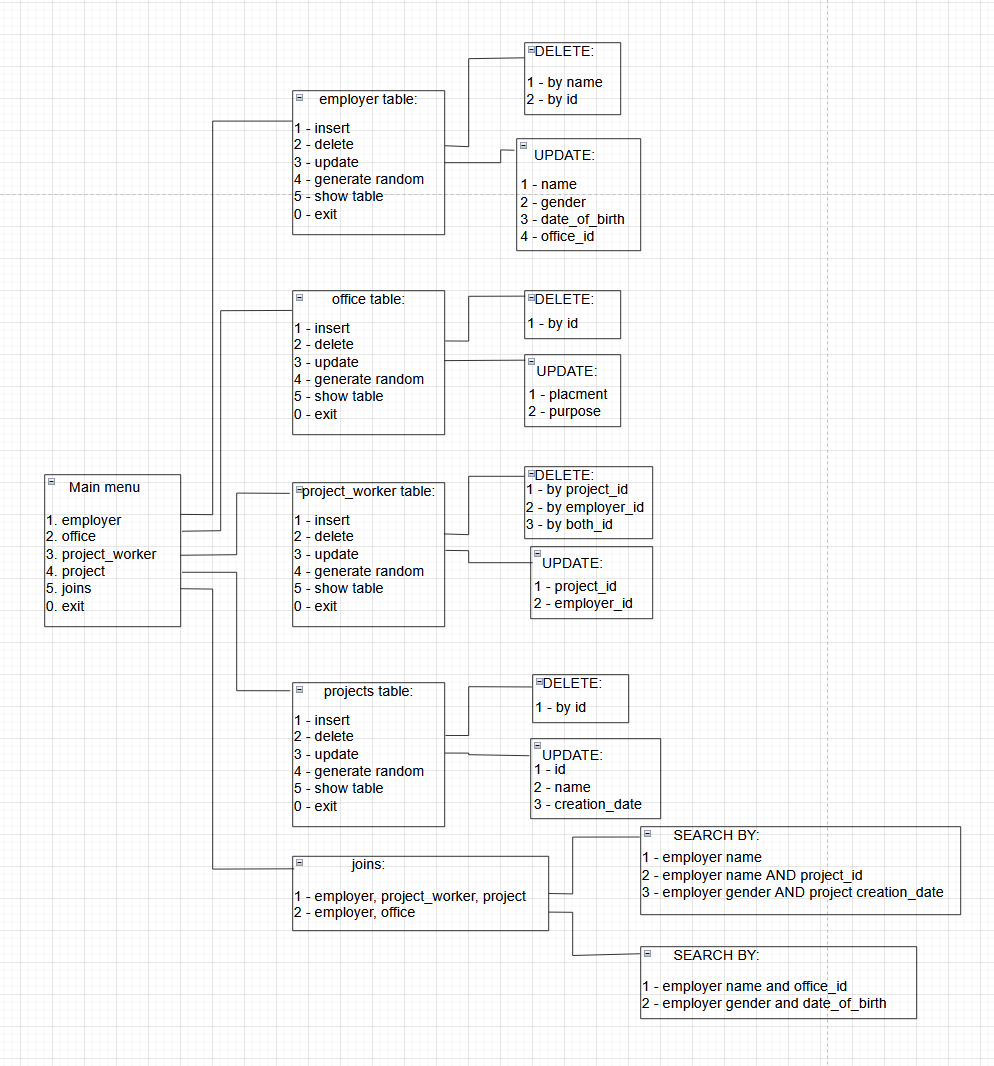 Main menu
1. employer
2. office
3. project_worker
4. project
5. joins
0. exit
employer table:
1 - insert
2 - delete
3 - update
4 - generate random
5 - show table
0 - exit
DELETE:
1 - by name
2 - by id
UPDATE:
1 - name
2 - gender
3 - date_of_birth
4 - office_id
office table:
1 - insert
2 - delete
3 - update
4 - generate random
5 - show table
0 - exit
DELETE:
1 - by id
UPDATE:
1 - placment
2 - purpose
project_worker table:
1 - insert
2 - delete
3 - update
4 - generate random
5 - show table
0 - exit
DELETE:
1 - by project_id
2 - by employer_id
3 - by both_id
UPDATE:
1 - project_id
2 - employer_id
projects table:
1 - insert
2 - delete
3 - update
4 - generate random
5 - show table
0 - exit
DELETE:
1 - by id
UPDATE:
1 - id
2 - name
3 - creation_date
joins:
1 - employer, project_worker, project
2 - employer, office
SEARCH BY:
1 - employer name
2 - employer name AND project_id
3 - employer gender AND project creation_date
SEARCH BY:
1 - employer name and office_id
2 - employer gender and date_of_birth